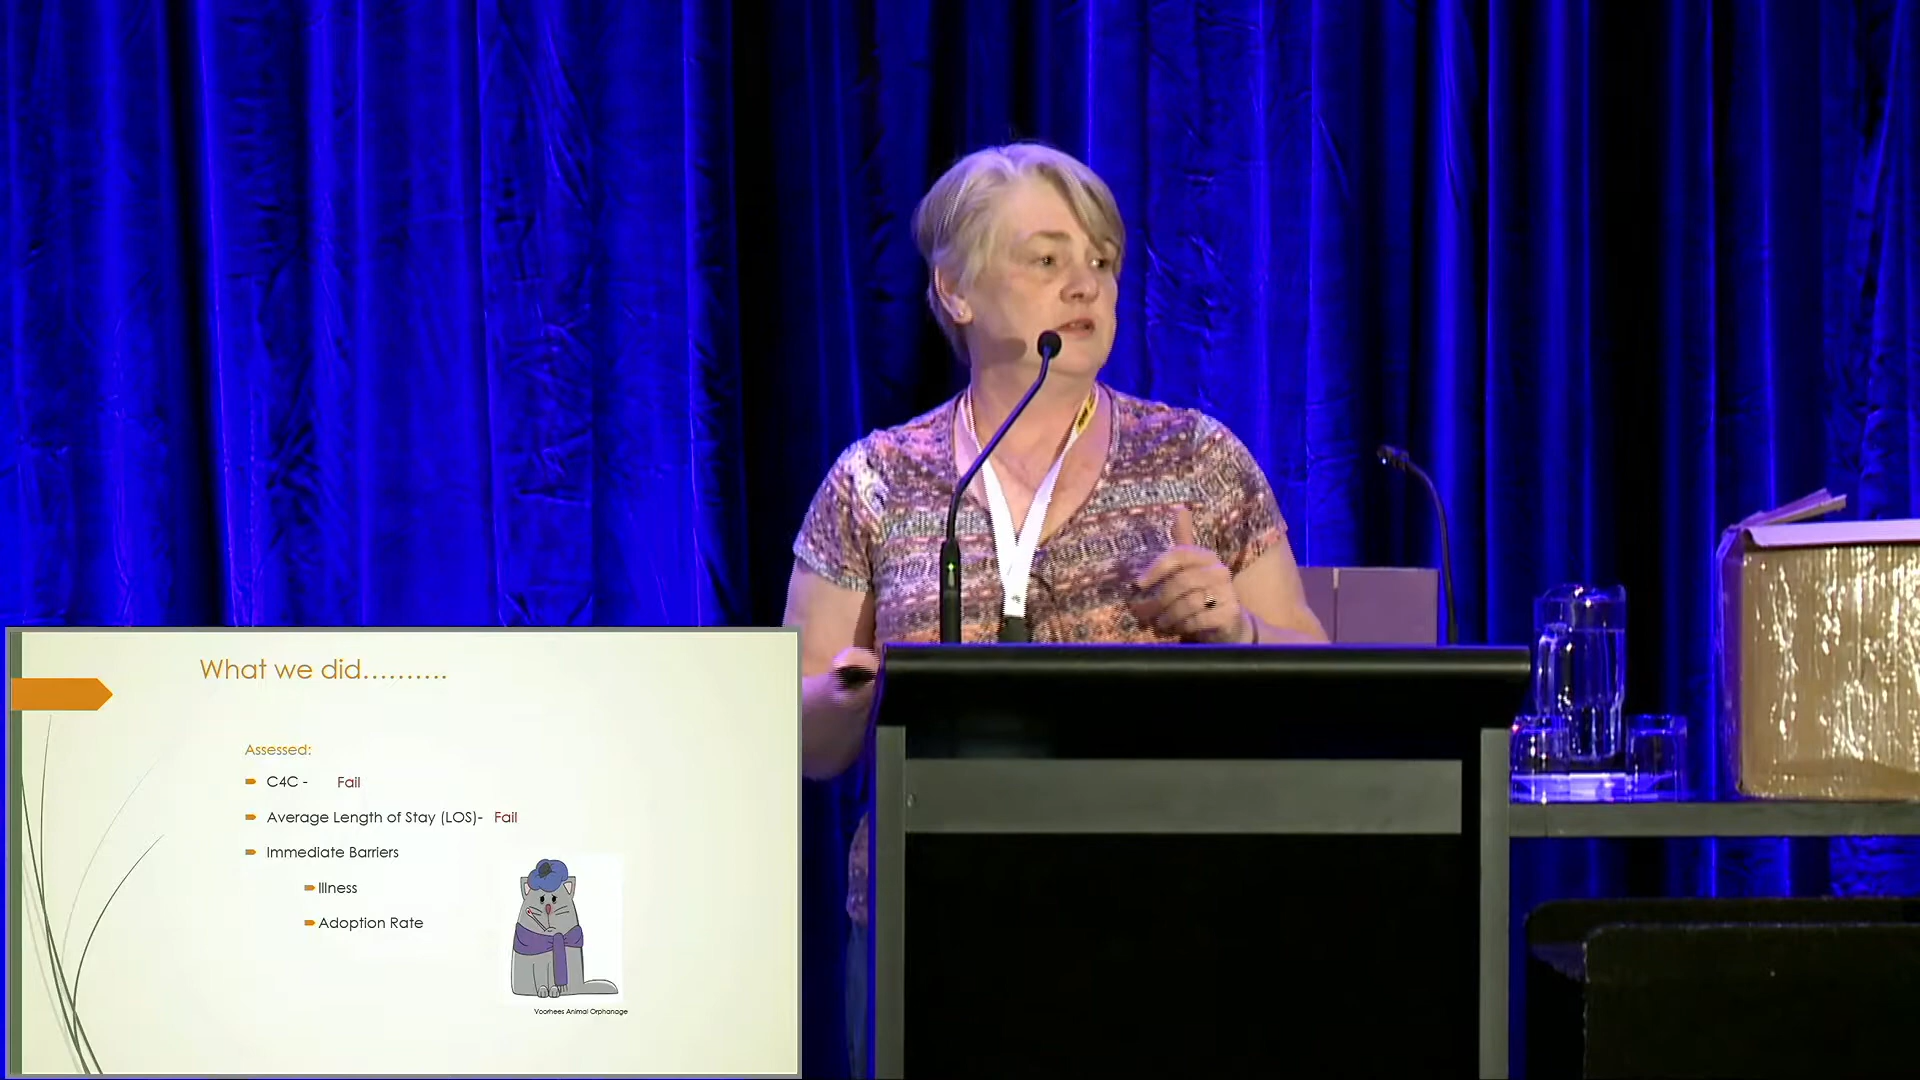 What we did..........
Assessed:
C4C - Fail
Average Length of Stay (LOS)- Fail
Immediate Barriers
Illness
Adoption Rate
Voorhees Animal Orphanage